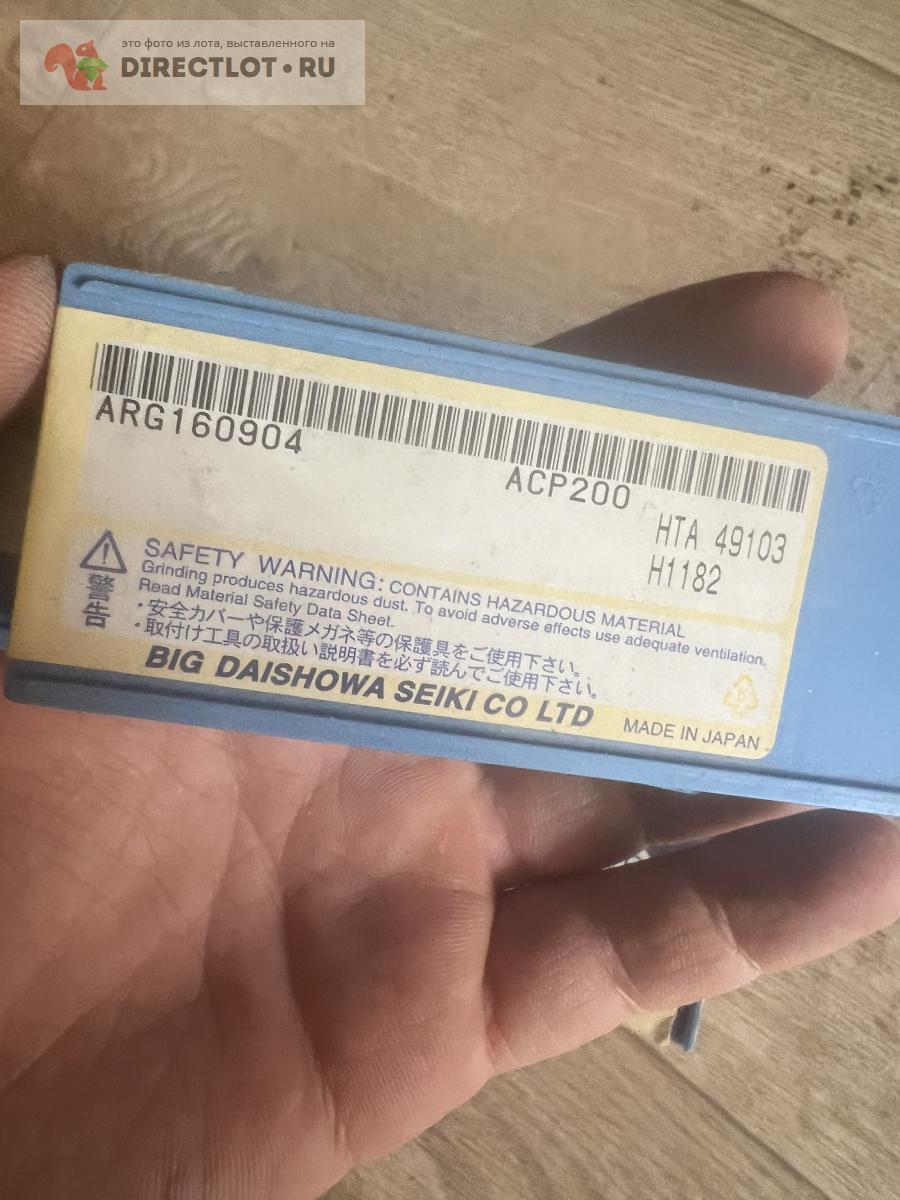 это фото из лота, выставленного на
DIRECTLOT•RU
ARG160904
ACP200
HTA 49103
H1182
SAFETY WARNING: CONTAINS HAZARDOUS MATERIAL
Grinding produces hazardous dust. To avoid adverse effects use adequate ventilation.
Read Material Safety Data Sheet.
警告
・安全カバーや保護メガネ等の保護具をご使用下さい。
・取付け工具の取扱い説明書を必ず読んでご使用下さい。
BIG DAISHOWA SEIKI CO LTD
MADE IN JAPAN